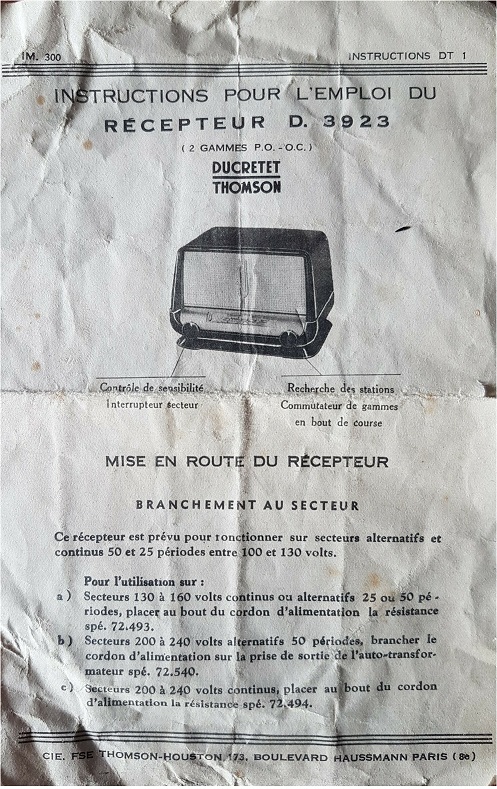 IM. 300
INSTRUCTIONS DT 1
INSTRUCTIONS POUR L'EMPLOI DU
RÉCEPTEUR D. 3923
( 2 GAMMES P.O.-O.C. )
DUCRETET
THOMSON
Contrôle de sensibilité
Interrupteur secteur
Recherche des stations
Commutateur de gammes
en bout de course
MISE EN ROUTE DU RÉCEPTEUR
BRANCHEMENT AU SECTEUR
Ce récepteur est prévu pour fonctionner sur secteurs alternatifs et
continus 50 et 25 périodes entre 100 et 130 volts.
Pour l'utilisation sur :
a ) Secteurs 130 à 160 volts continus ou alternatifs 25 ou 50 pé-
riodes, placer au bout du cordon d'alimentation la résistance
spé. 72.493.
b ) Secteurs 200 à 240 volts alternatifs 50 périodes, brancher le
cordon d'alimentation sur la prise de sortie de l'auto-transfor-
mateur spé. 72.540.
c ) Secteurs 200 à 240 volts continus, placer au bout du cordon
d'alimentation la résistance spé. 72.494.
CIE. FSE THOMSON-HOUSTON, 173, BOULEVARD HAUSSMANN PARIS (8e)